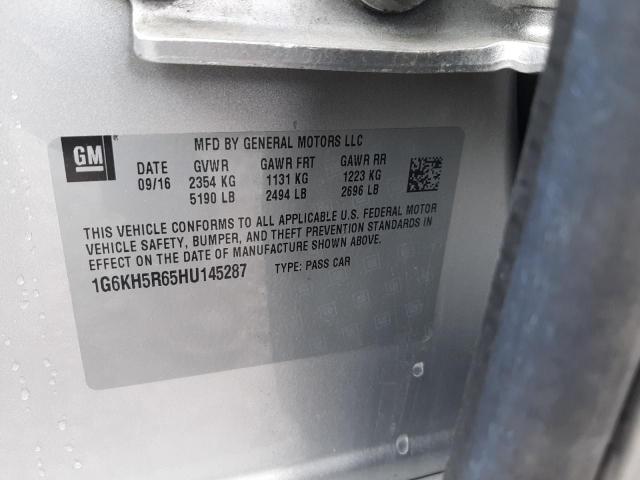 GM
MFD BY GENERAL MOTORS LLC
DATE GVWR GAWR FRT GAWR RR
09/16 2354 KG 1131 KG 1223 KG
5190 LB 2494 LB 2696 LB
THIS VEHICLE CONFORMS TO ALL APPLICABLE U.S. FEDERAL MOTOR
VEHICLE SAFETY, BUMPER, AND THEFT PREVENTION STANDARDS IN
EFFECT ON THE DATE OF MANUFACTURE SHOWN ABOVE.
1G6KH5R65HU145287 TYPE: PASS CAR